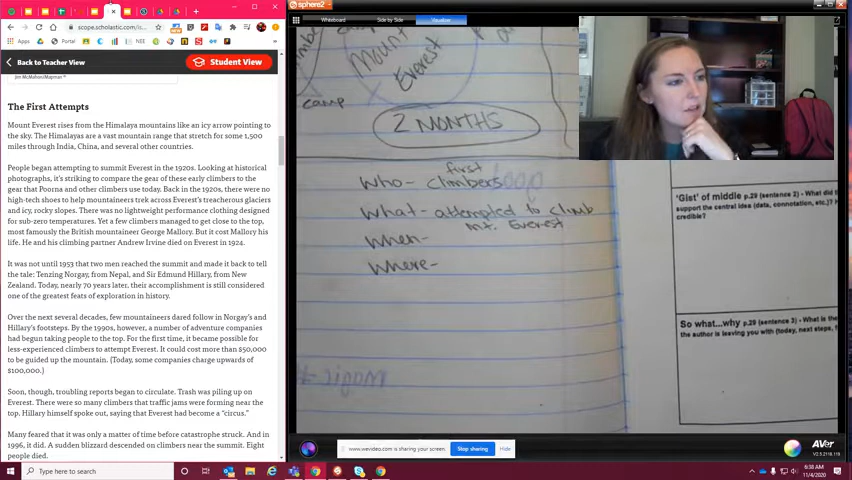 scope.scholastic.com/is...
Apps
NEE
Back to Teacher View
Student View
Jim McMahon/Mapman ®
The First Attempts
Mount Everest rises from the Himalaya mountains like an icy arrow pointing to
the sky. The Himalayas are a vast mountain range that stretch for some 1,500
miles through India, China, and several other countries.
People began attempting to summit Everest in the 1920s. Looking at historical
photographs, it's striking to compare the gear of these early climbers to the
gear that Poorna and other climbers use today. Back in the 1920s, there were no
high-tech shoes to help mountaineers trek across Everest's treacherous glaciers
and icy, rocky slopes. There was no lightweight performance clothing designed
for sub-zero temperatures. Yet a few climbers managed to get close to the top,
most famously the British mountaineer George Mallory. But it cost Mallory his
life. He and his climbing partner Andrew Irvine died on Everest in 1924.
It was not until 1953 that two men reached the summit and made it back to tell
the tale: Tenzing Norgay, from Nepal, and Sir Edmund Hillary, from New
Zealand. Today, nearly 70 years later, their accomplishment is still considered
one of the greatest feats of exploration in history.
Over the next several decades, few mountaineers dared follow in Norgay's and
Hillary's footsteps. By the 1990s, however, a number of adventure companies
had begun taking people to the top. For the first time, it became possible for
less-experienced climbers to attempt Everest. It could cost more than $50,000
to be guided up the mountain. (Today, some companies charge upwards of
$100,000.)
Soon, though, troubling reports began to circulate. Trash was piling up on
Everest. There were so many climbers that traffic jams were forming near the
top. Hillary himself spoke out, saying that Everest had become a "circus."
Many feared that it was only a matter of time before catastrophe struck. And in
1996, it did. A sudden blizzard descended on climbers near the summit. Eight
people died.
sphere2
Whiteboard
Side by Side
Visualizer
Mount
Everest
camp
2 MONTHS
first
Who- climbers
What- attempted to climb
Mt. Everest
When-
Where-
'Gist' of middle p.29 (sentence 2) - What did
support the central idea (data, connotation, etc.)?
credible?
So what...why p.29 (sentence 3) - What is the
the author is leaving you with (today, next steps,
www.wevideo.com is sharing your screen.
Stop sharing
Hide
AVer
V2.5.2118.119
Type here to search
6:38 AM
11/4/2020